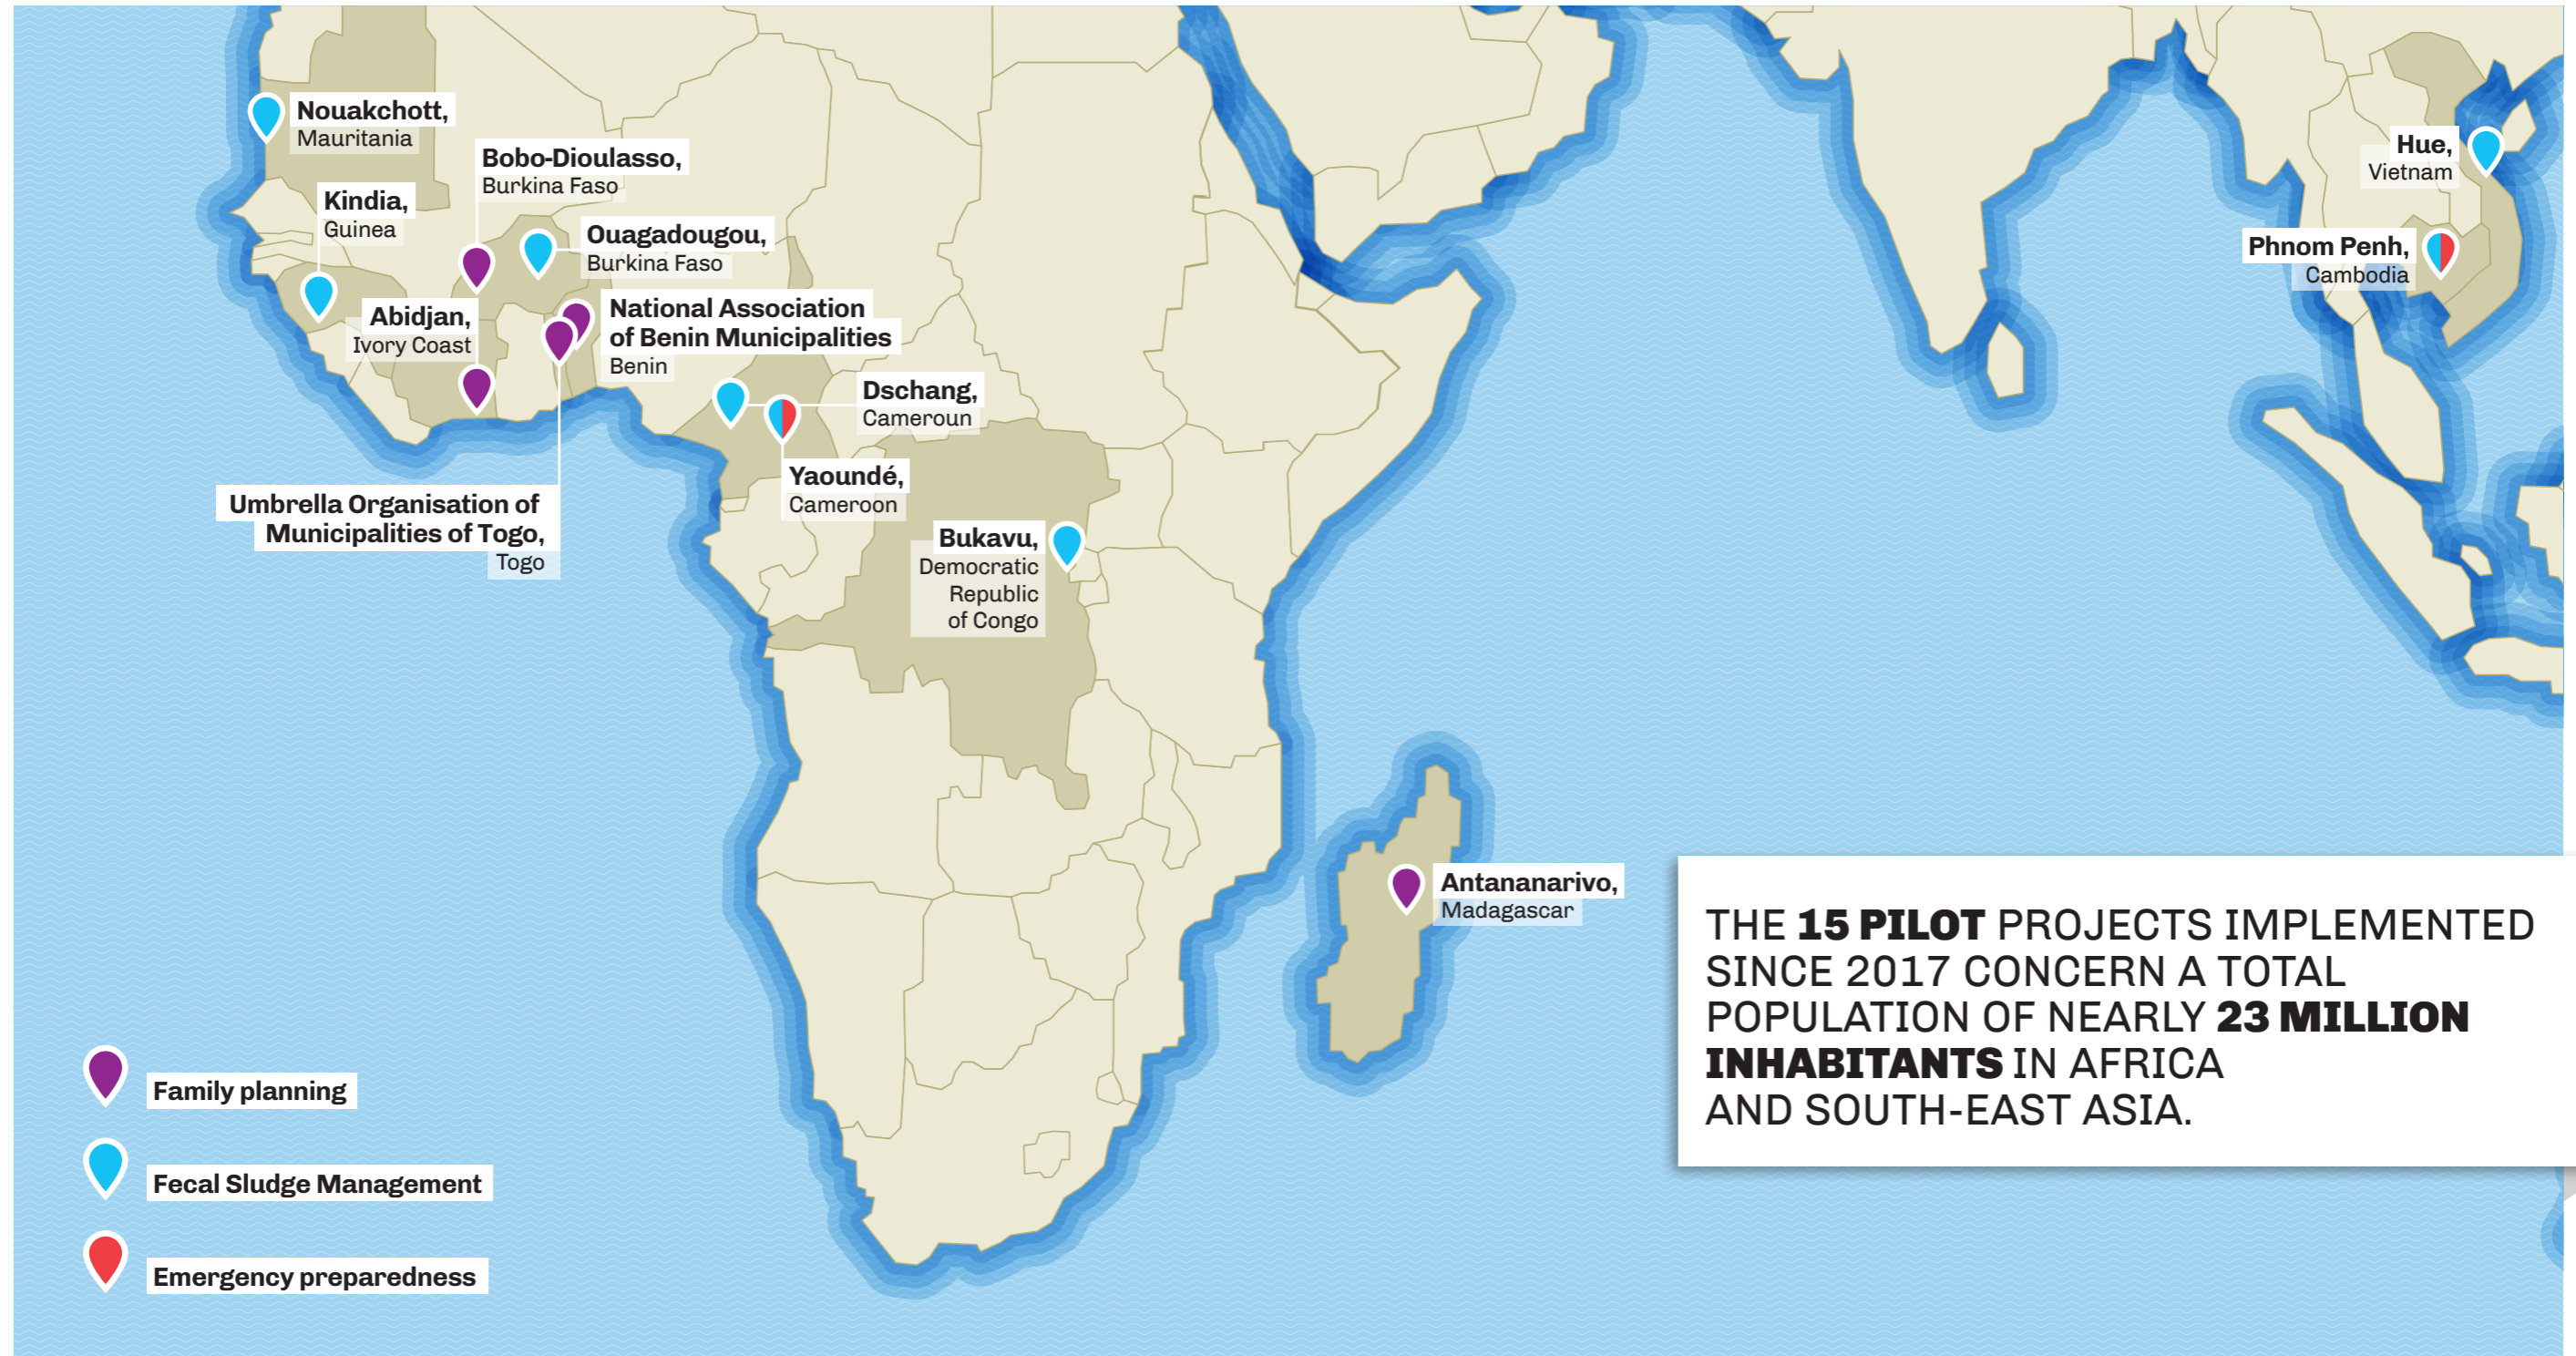 Nouakchott,
Mauritania
Bobo-Dioulasso,
Burkina Faso
Kindia,
Guinea
Ouagadougou,
Burkina Faso
Abidjan,
Ivory Coast
National Association
of Benin Municipalities
Benin
Dschang,
Cameroun
Yaoundé,
Cameroon
Umbrella Organisation of
Municipalities of Togo,
Togo
Bukavu,
Democratic
Republic
of Congo
Hue,
Vietnam
Phnom Penh,
Cambodia
Antananarivo,
Madagascar
THE 15 PILOT PROJECTS IMPLEMENTED
SINCE 2017 CONCERN A TOTAL
POPULATION OF NEARLY 23 MILLION
INHABITANTS IN AFRICA
AND SOUTH-EAST ASIA.
Family planning
Fecal Sludge Management
Emergency preparedness